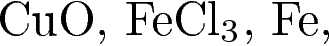 CuO, FeCl₃, Fe,